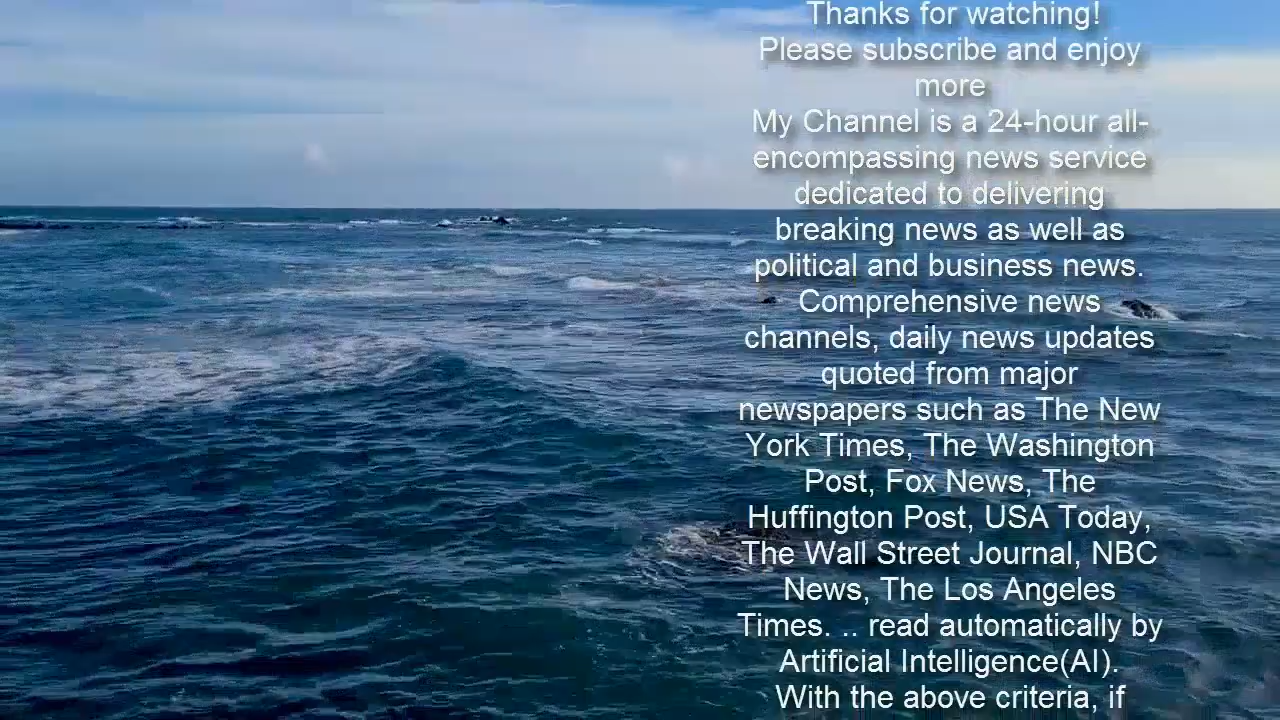 Thanks for watching!
Please subscribe and enjoy
more
My Channel is a 24-hour all-
encompassing news service
dedicated to delivering
breaking news as well as
political and business news.
Comprehensive news
channels, daily news updates
quoted from major
newspapers such as The New
York Times, The Washington
Post, Fox News, The
Huffington Post, USA Today,
The Wall Street Journal, NBC
News, The Los Angeles
Times. .. read automatically by
Artificial Intelligence(AI).
With the above criteria, if